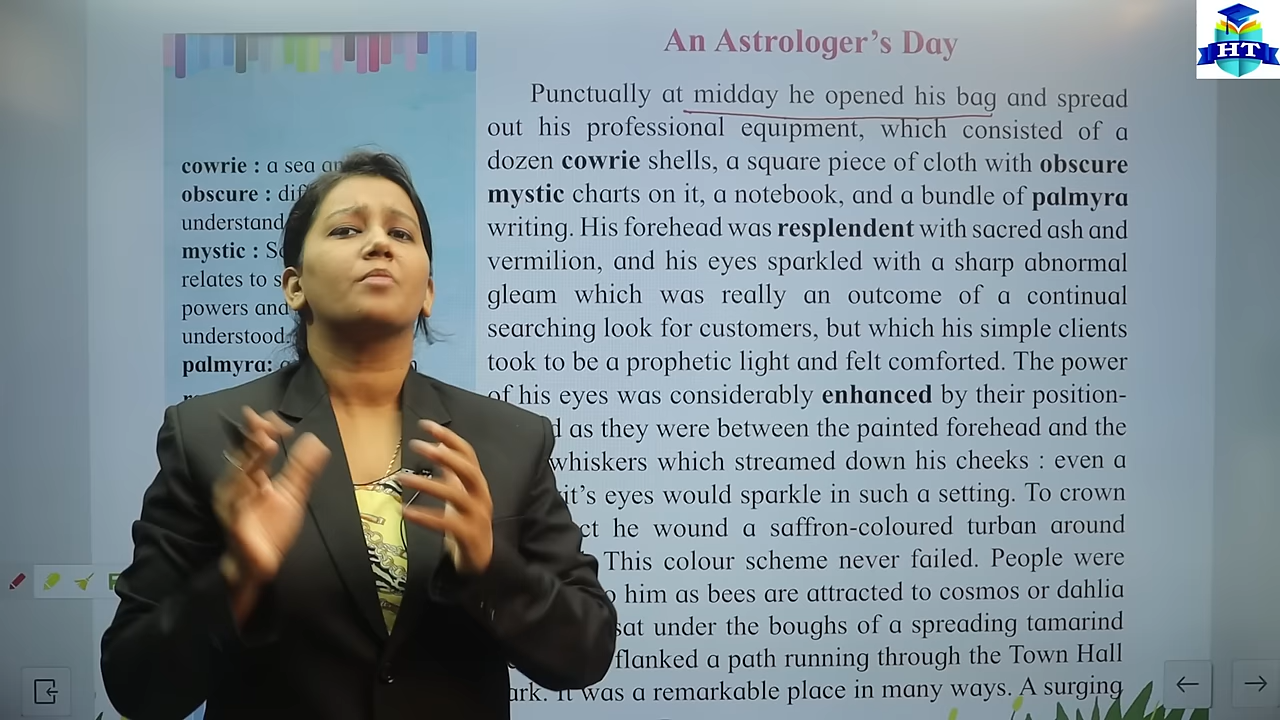 An Astrologer's Day
HT
cowrie : a sea
obscure :
understand
mystic :
relates to
powers and
understood.
palmyra:
Punctually at midday he opened his bag and spread
out his professional equipment, which consisted of a
dozen cowrie shells, a square piece of cloth with obscure
mystic charts on it, a notebook, and a bundle of palmyra
writing. His forehead was resplendent with sacred ash and
vermilion, and his eyes sparkled with a sharp abnormal
gleam which was really an outcome of a continual
searching look for customers, but which his simple clients
took to be a prophetic light and felt comforted. The power
of his eyes was considerably enhanced by their position-
as they were between the painted forehead and the
whiskers which streamed down his cheeks : even a
eyes would sparkle in such a setting. To crown
he wound a saffron-coloured turban around
This colour scheme never failed. People were
him as bees are attracted to cosmos or dahlia
sat under the boughs of a spreading tamarind
flanked a path running through the Town Hall
It was a remarkable place in many ways. A surging